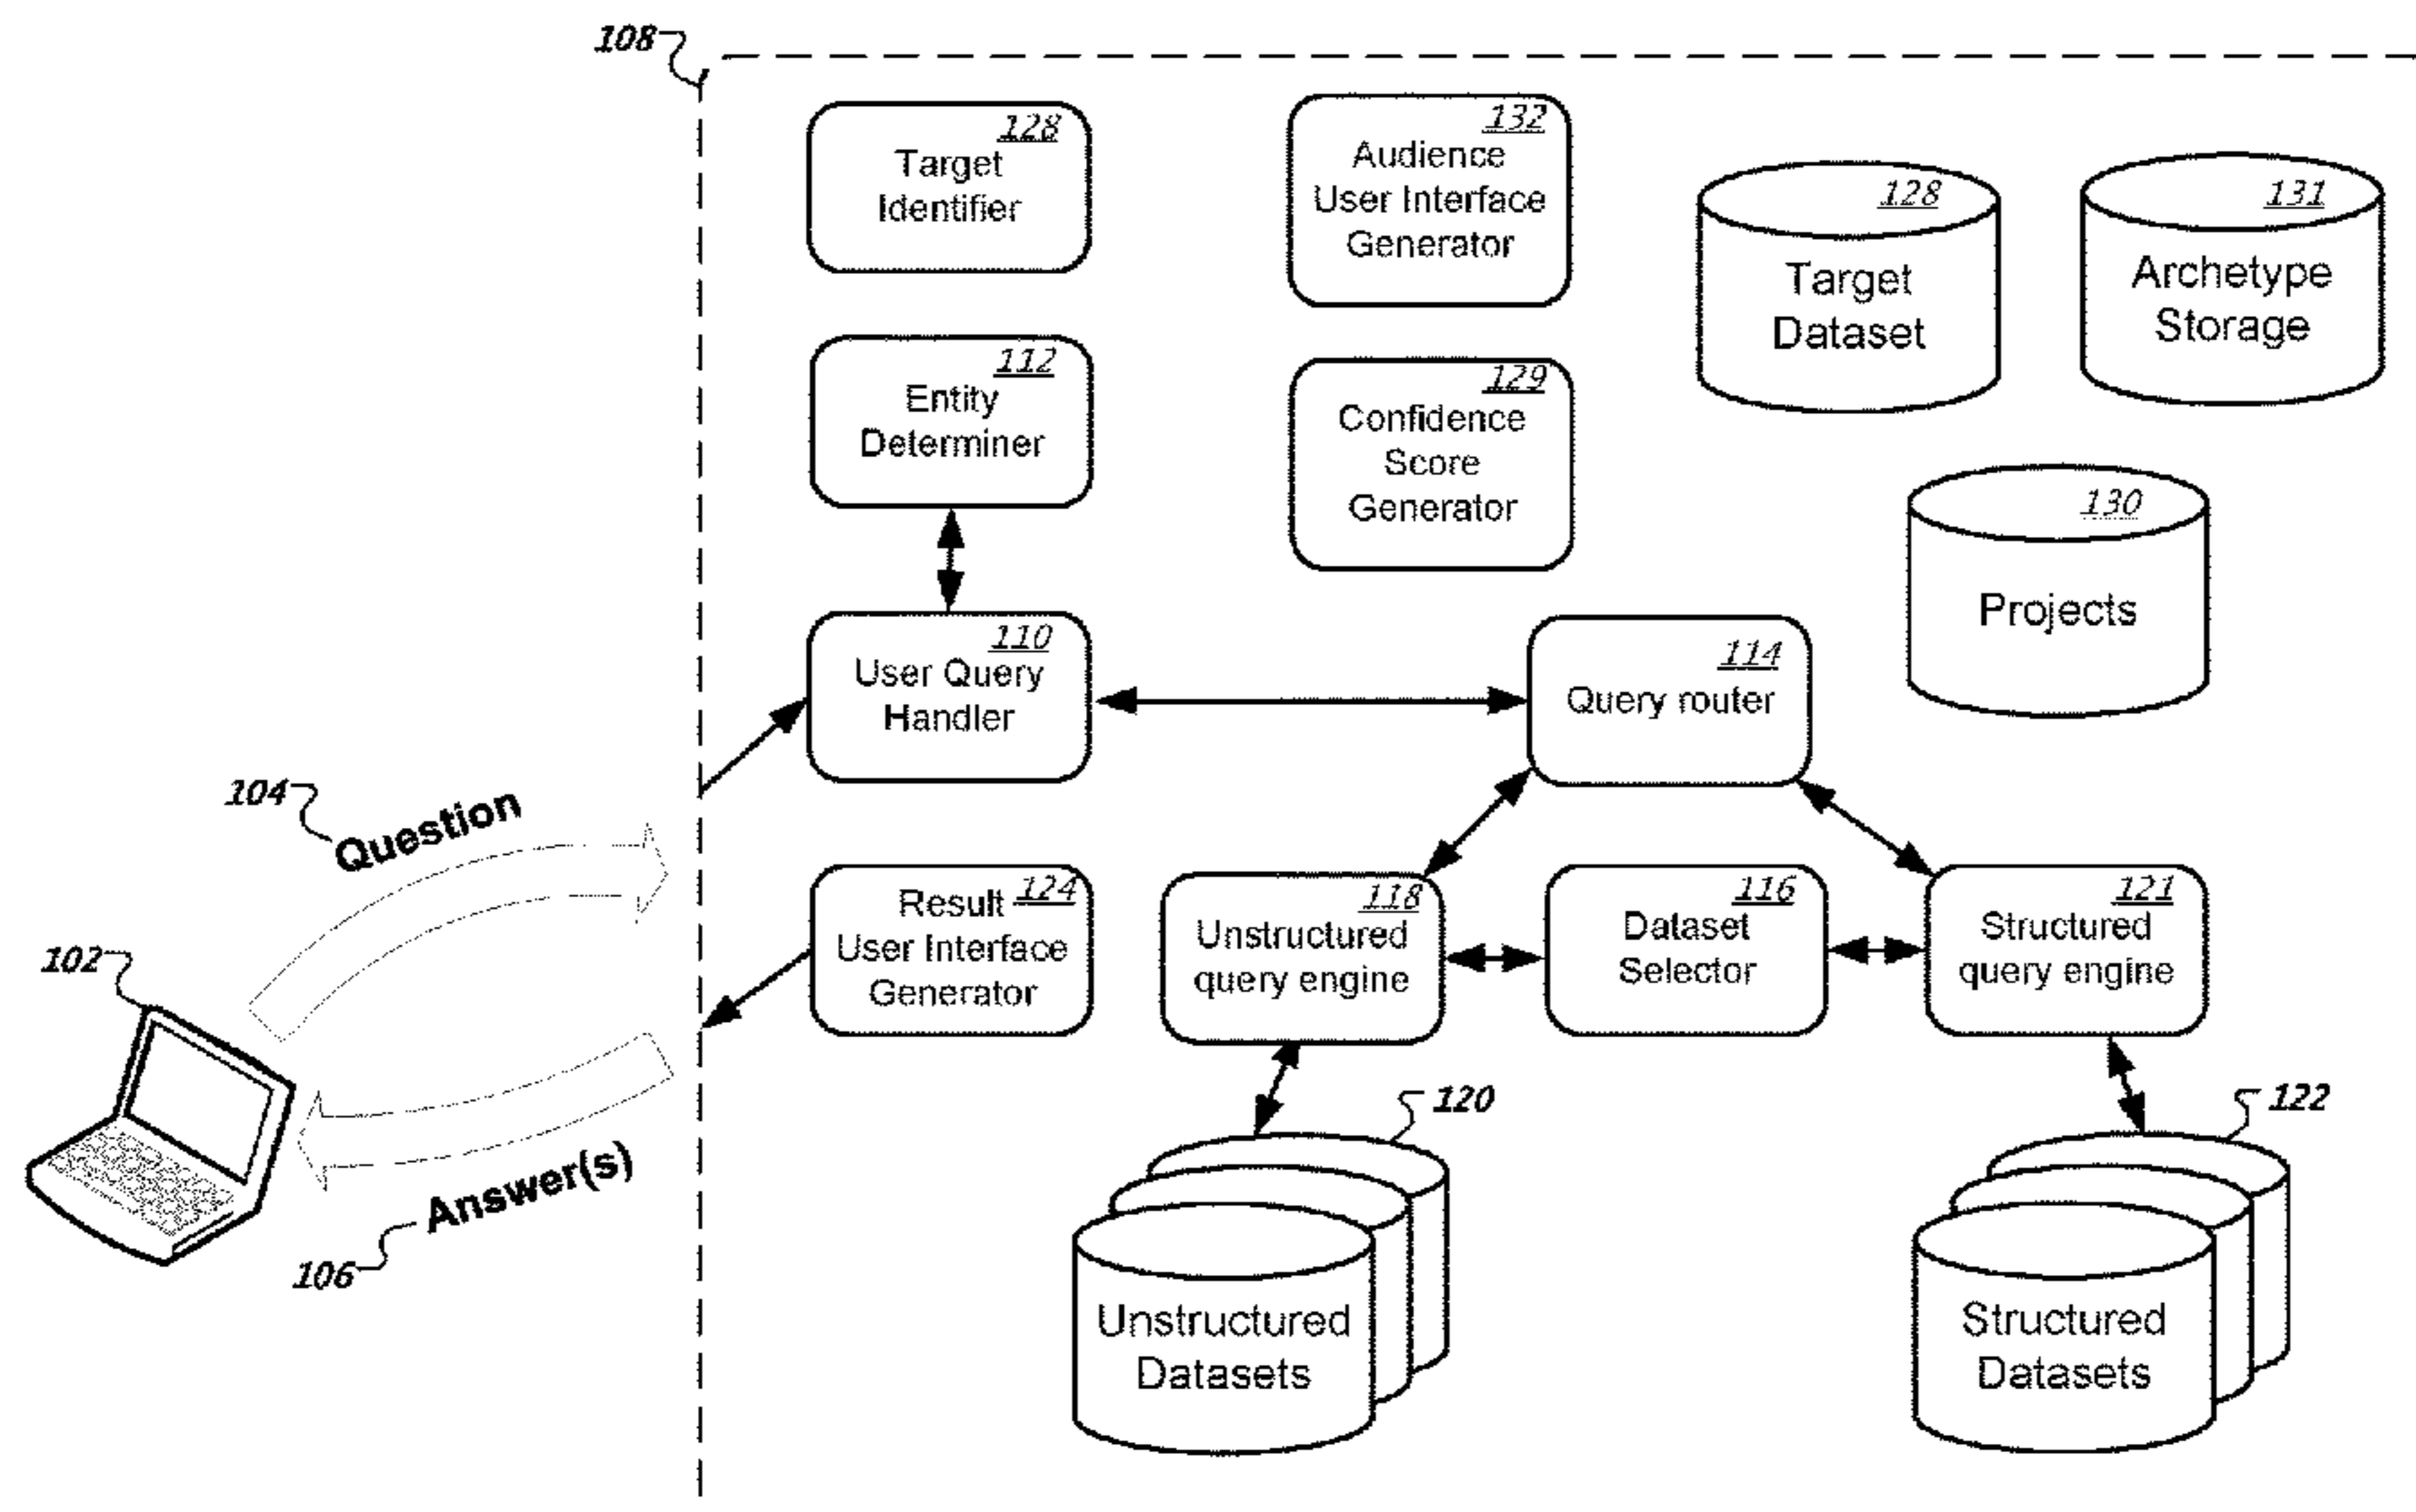 108
128
Target
Identifier
132
Audience
User Interface
Generator
128
Target
Dataset
131
Archetype
Storage
112
Entity
Determiner
129
Confidence
Score
Generator
130
Projects
110
User Query
Handler
114
Query router
104
Question
124
Result
User Interface
Generator
118
Unstructured
query engine
116
Dataset
Selector
121
Structured
query engine
102
Answer(s)
106
120
Unstructured
Datasets
122
Structured
Datasets